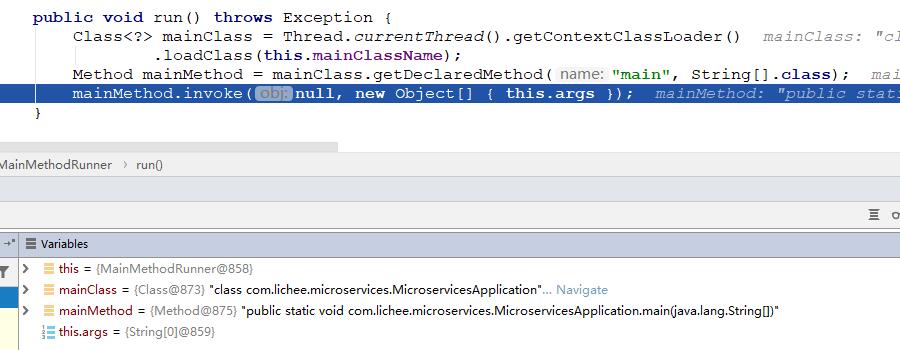 public void run() throws Exception {
Class<?> mainClass = Thread.currentThread().getContextClassLoader()  mainClass: "cl
.loadClass(this.mainClassName);
Method mainMethod = mainClass.getDeclaredMethod( name: "main", String[].class);  mai
mainMethod.invoke( obj: null, new Object[] { this.args });  mainMethod: "public stati
}
MainMethodRunner › run()
Variables
this = {MainMethodRunner@858}
mainClass = {Class@873} "class com.lichee.microservices.MicroservicesApplication"... Navigate
mainMethod = {Method@875} "public static void com.lichee.microservices.MicroservicesApplication.main(java.lang.String[])"
this.args = {String[0]@859}